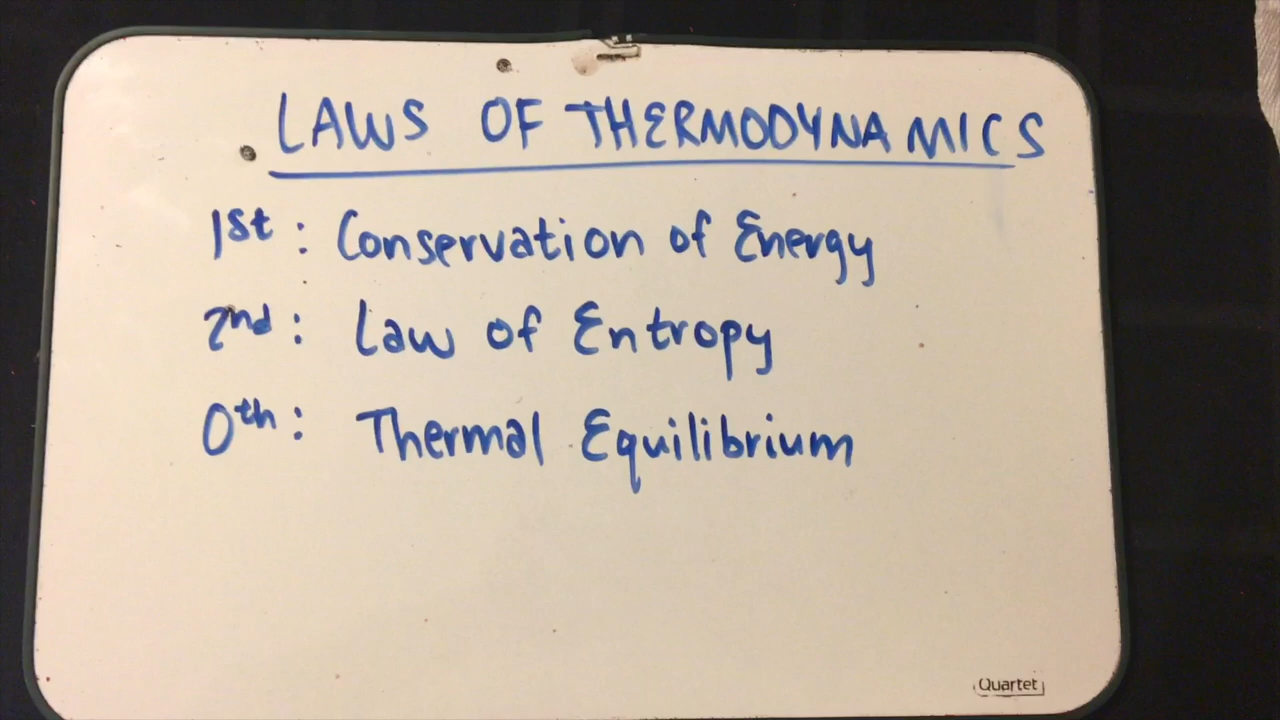 LAWS OF THERMODYNAMICS
1st : Conservation of Energy
2nd : Law of Entropy
0th : Thermal Equilibrium
Quartet